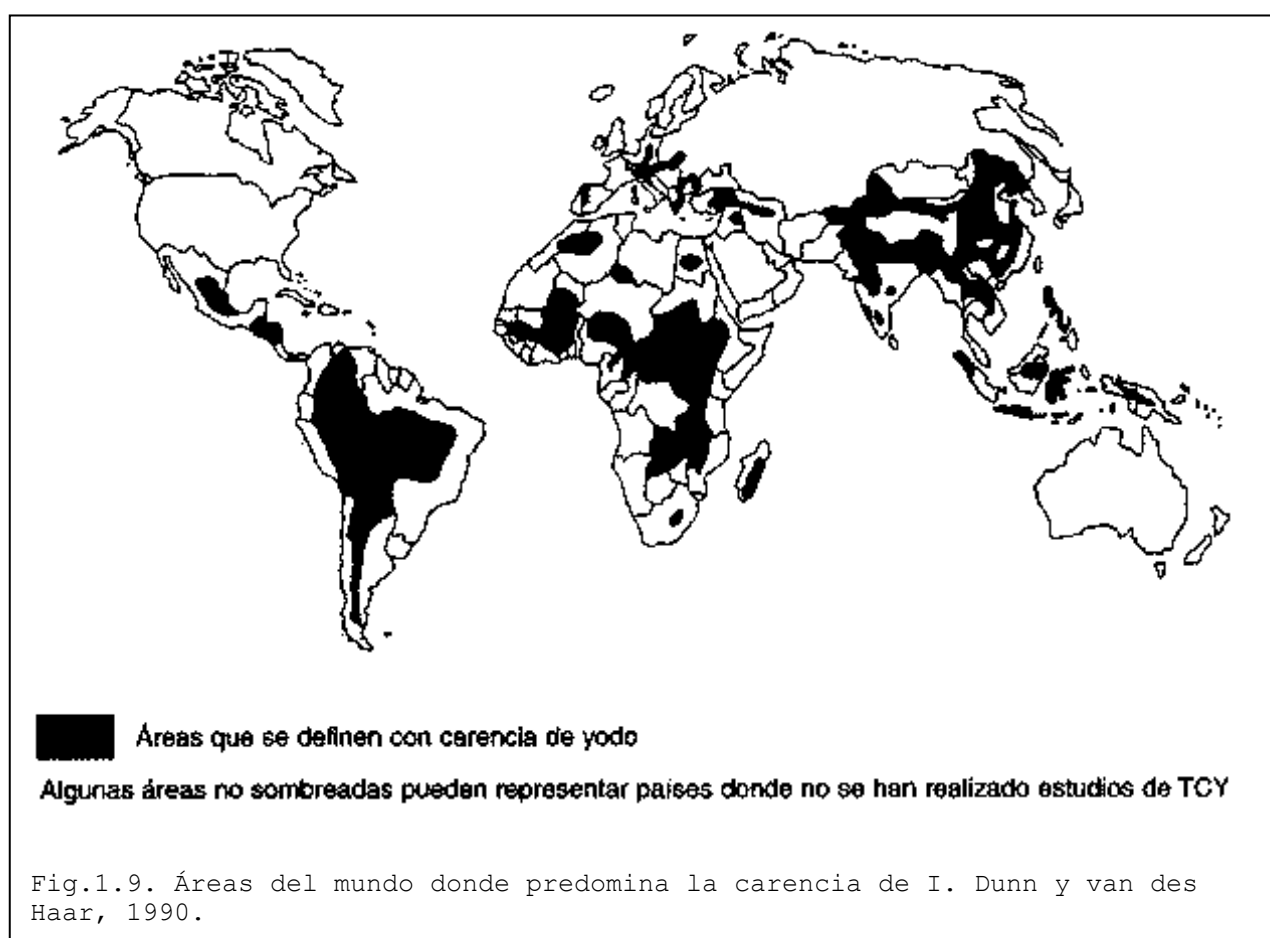 Áreas que se definen con carencia de yodo
Algunas áreas no sombreadas pueden representar países donde no se han realizado estudios de TCY
Fig.1.9. Áreas del mundo donde predomina la carencia de I. Dunn y van des
Haar, 1990.